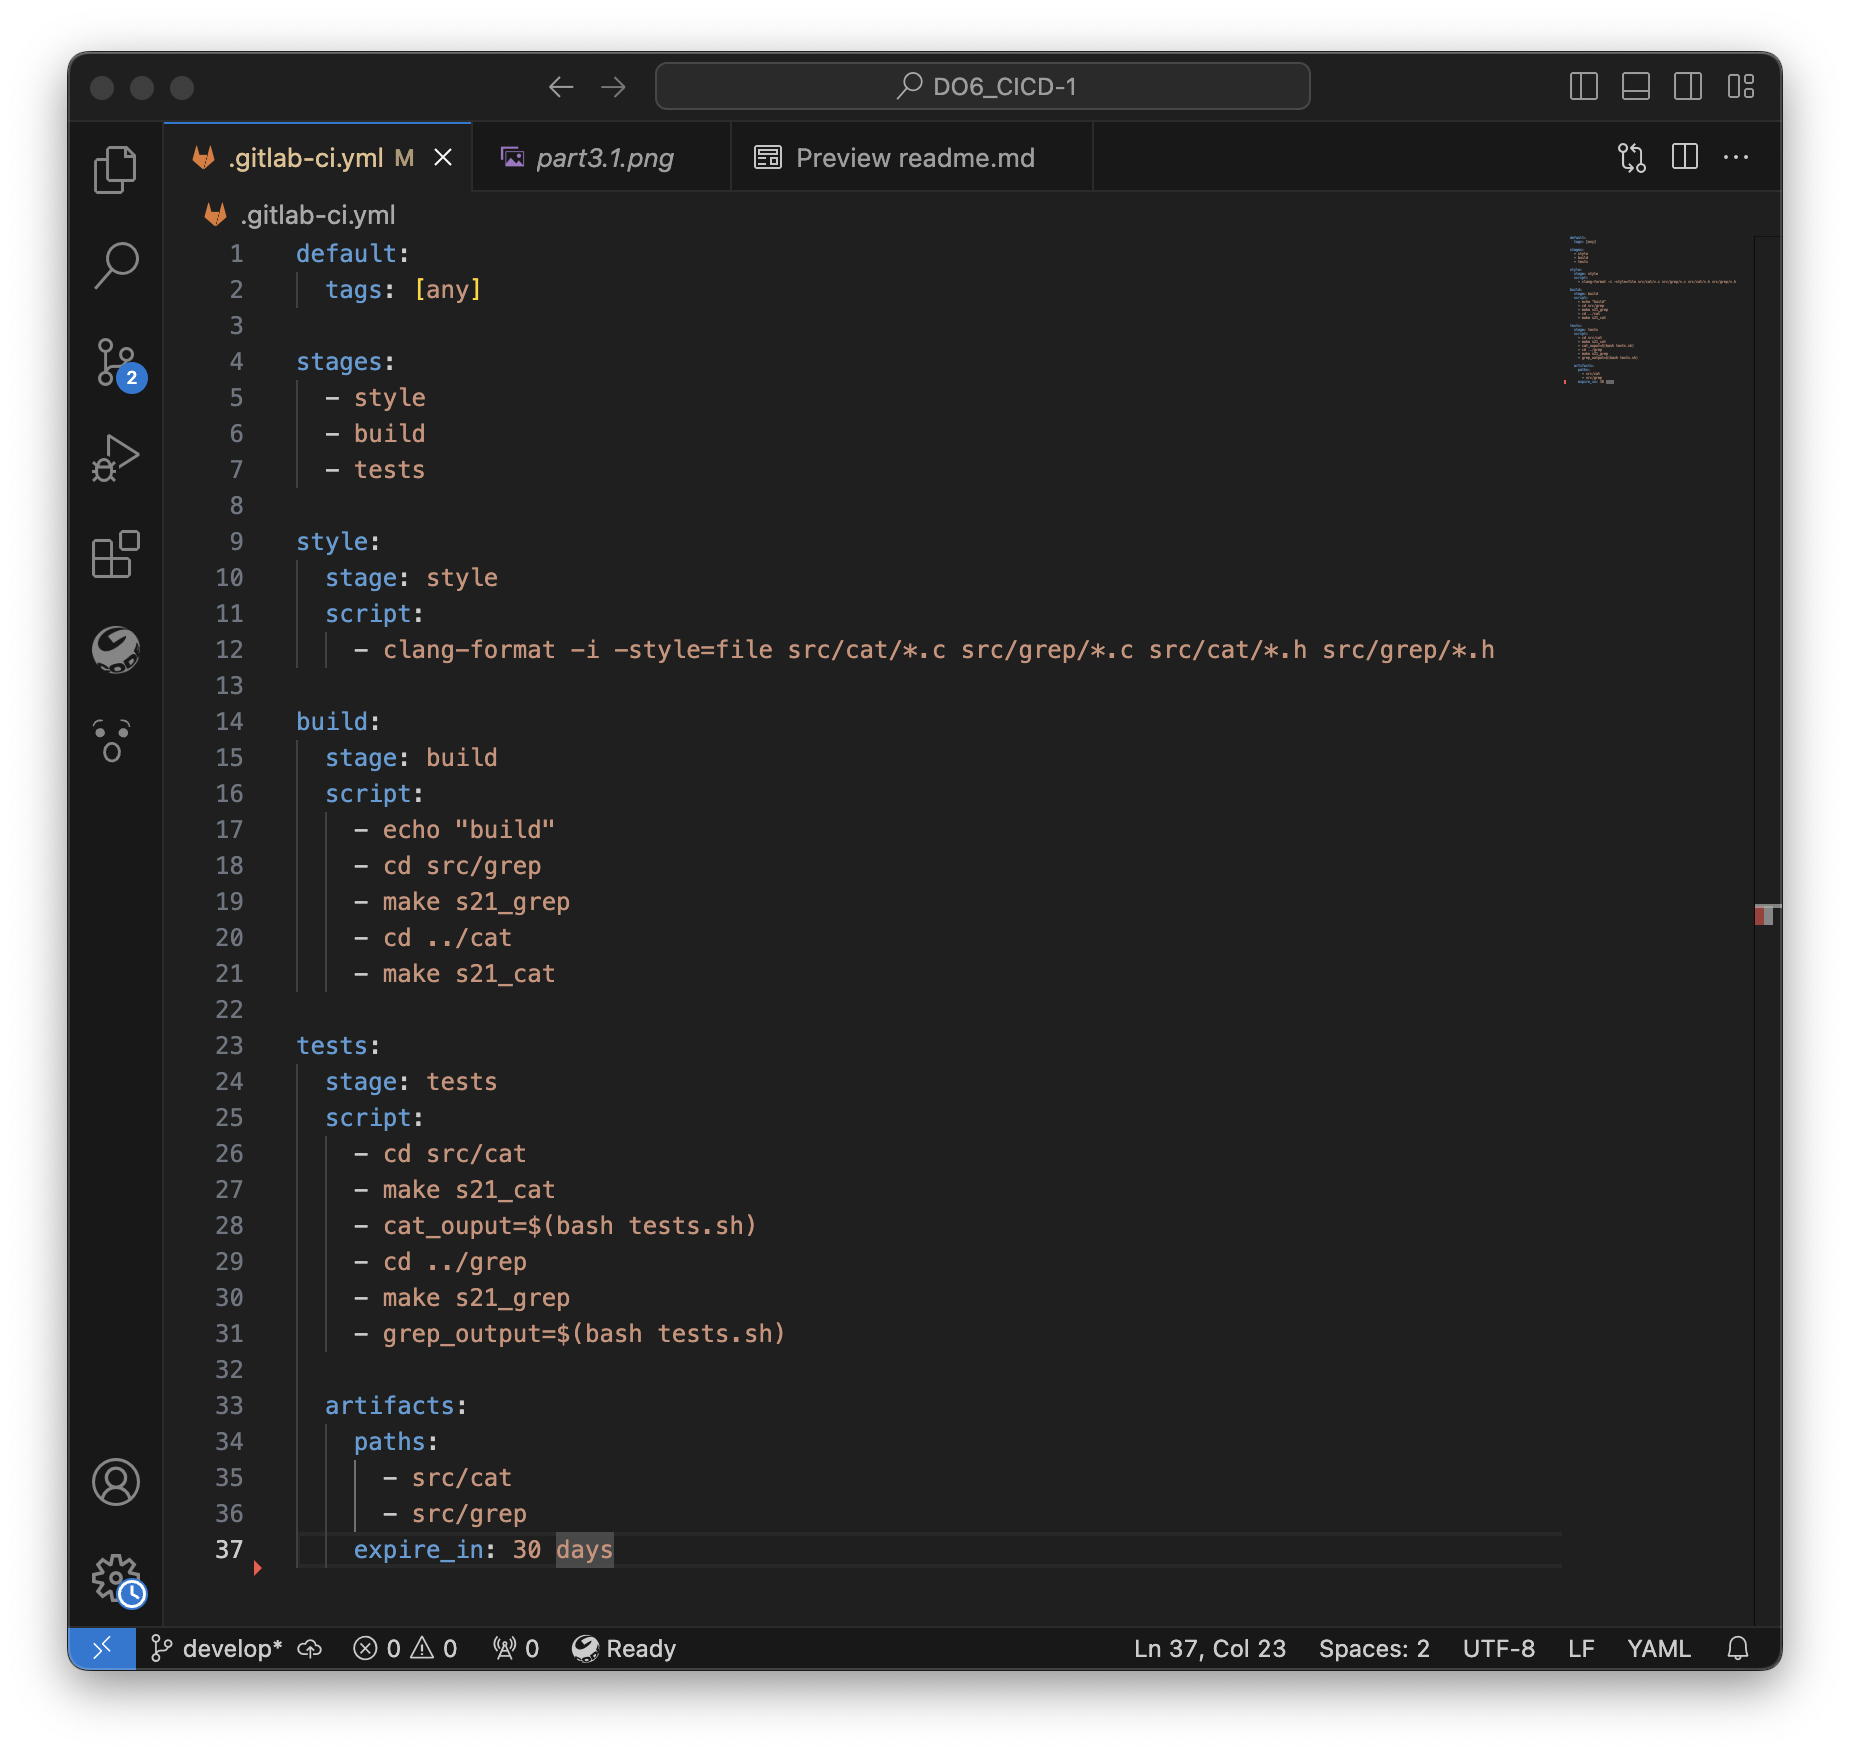 DO6_CICD-1
.gitlab-ci.yml M
part3.1.png
Preview readme.md
.gitlab-ci.yml
1 default:
2   tags: [any]
3
4 stages:
5   - style
6   - build
7   - tests
8
9 style:
10   stage: style
11   script:
12     - clang-format -i -style=file src/cat/*.c src/grep/*.c src/cat/*.h src/grep/*.h
13
14 build:
15   stage: build
16   script:
17     - echo "build"
18     - cd src/grep
19     - make s21_grep
20     - cd ../cat
21     - make s21_cat
22
23 tests:
24   stage: tests
25   script:
26     - cd src/cat
27     - make s21_cat
28     - cat_ouput=$(bash tests.sh)
29     - cd ../grep
30     - make s21_grep
31     - grep_output=$(bash tests.sh)
32
33   artifacts:
34     paths:
35       - src/cat
36       - src/grep
37     expire_in: 30 days
2
develop* 0 0 0 Ready Ln 37, Col 23 Spaces: 2 UTF-8 LF YAML